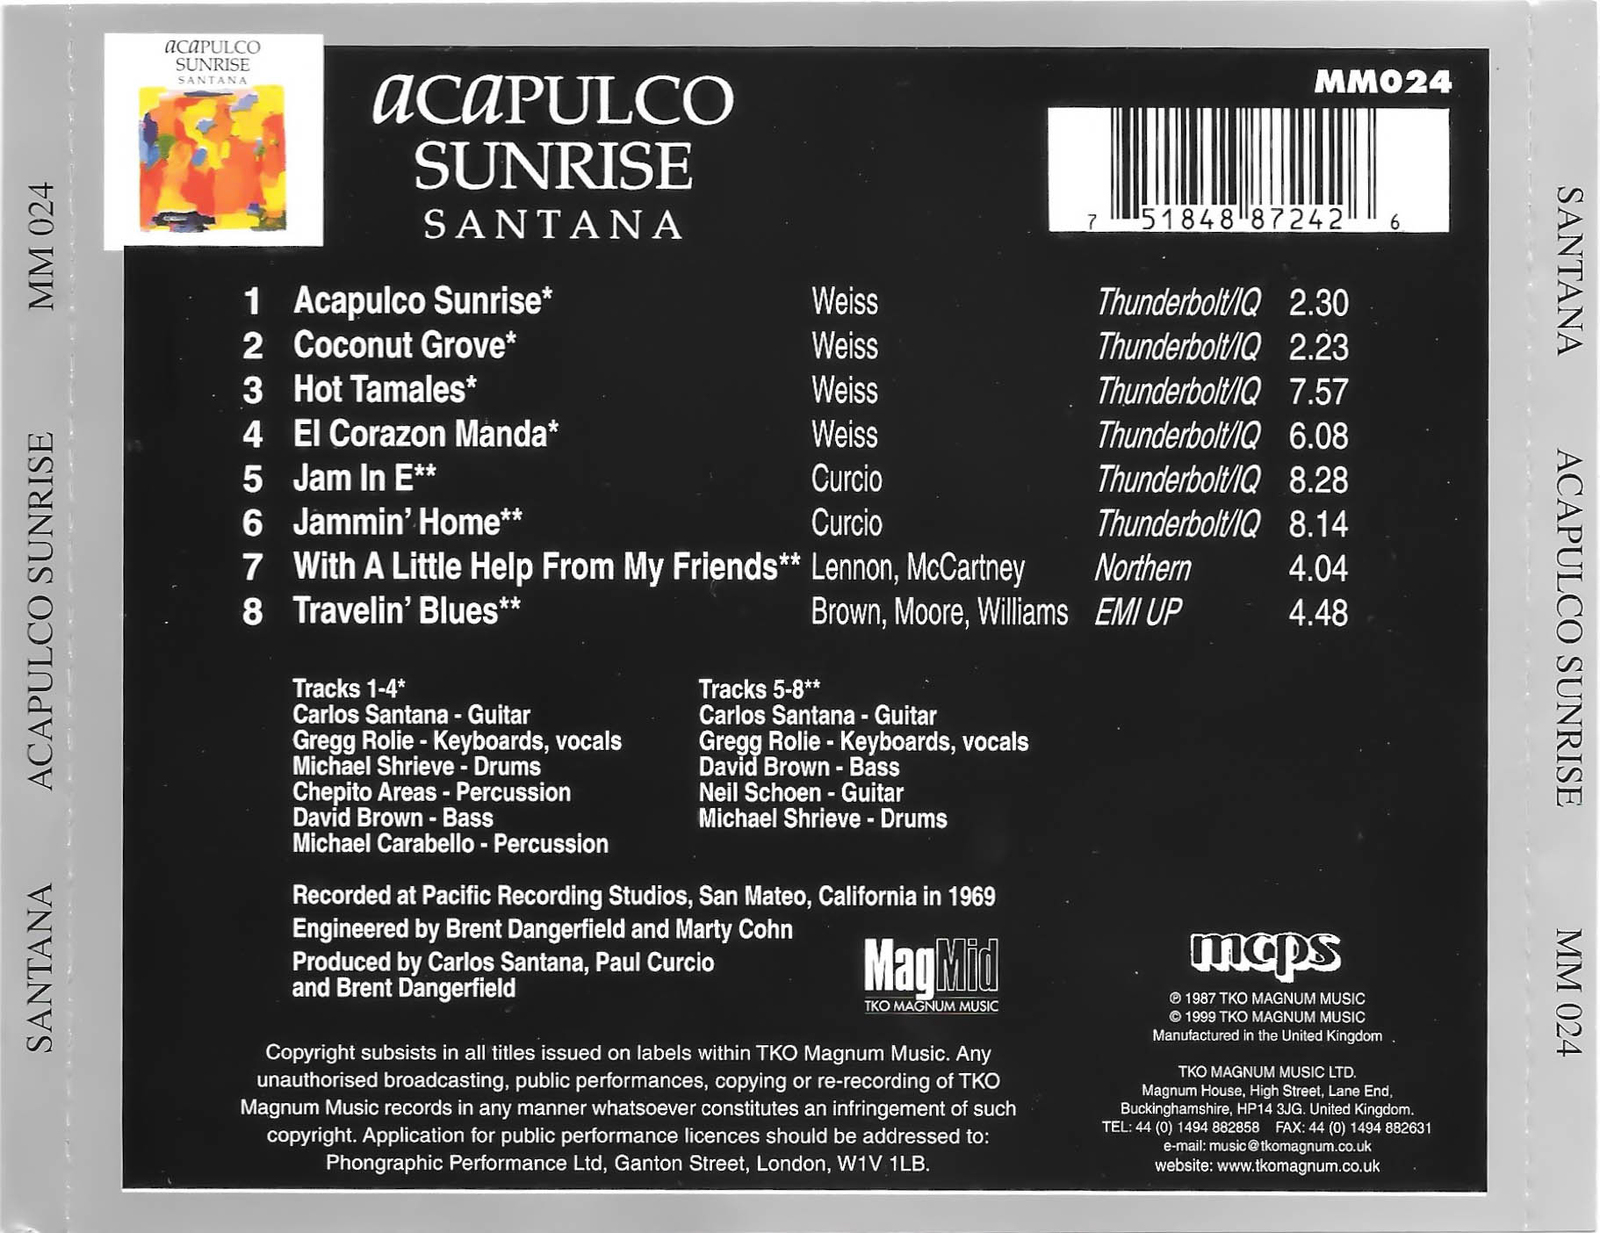 acaPULCO
SUNRISE
SANTANA
acaPULCO
SUNRISE
SANTANA
MM024
7 51848 87242 6
1 Acapulco Sunrise* Weiss Thunderbolt/IQ 2.30
2 Coconut Grove* Weiss Thunderbolt/IQ 2.23
3 Hot Tamales* Weiss Thunderbolt/IQ 7.57
4 El Corazon Manda* Weiss Thunderbolt/IQ 6.08
5 Jam In E** Curcio Thunderbolt/IQ 8.28
6 Jammin' Home** Curcio Thunderbolt/IQ 8.14
7 With A Little Help From My Friends** Lennon, McCartney Northern 4.04
8 Travelin' Blues** Brown, Moore, Williams EMI UP 4.48
Tracks 1-4*
Carlos Santana - Guitar
Gregg Rolie - Keyboards, vocals
Michael Shrieve - Drums
Chepito Areas - Percussion
David Brown - Bass
Michael Carabello - Percussion
Tracks 5-8**
Carlos Santana - Guitar
Gregg Rolie - Keyboards, vocals
David Brown - Bass
Neil Schoen - Guitar
Michael Shrieve - Drums
Recorded at Pacific Recording Studios, San Mateo, California in 1969
Engineered by Brent Dangerfield and Marty Cohn
Produced by Carlos Santana, Paul Curcio
and Brent Dangerfield
MagMid
TKO MAGNUM MUSIC
mcps
℗ 1987 TKO MAGNUM MUSIC
© 1999 TKO MAGNUM MUSIC
Manufactured in the United Kingdom .
Copyright subsists in all titles issued on labels within TKO Magnum Music. Any
unauthorised broadcasting, public performances, copying or re-recording of TKO
Magnum Music records in any manner whatsoever constitutes an infringement of such
copyright. Application for public performance licences should be addressed to:
Phongraphic Performance Ltd, Ganton Street, London, W1V 1LB.
TKO MAGNUM MUSIC LTD.
Magnum House, High Street, Lane End,
Buckinghamshire, HP14 3JG. United Kingdom.
TEL: 44 (0) 1494 882858 FAX: 44 (0) 1494 882631
e-mail: music@tkomagnum.co.uk
website: www.tkomagnum.co.uk
SANTANA ACAPULCO SUNRISE MM 024
SANTANA ACAPULCO SUNRISE MM 024